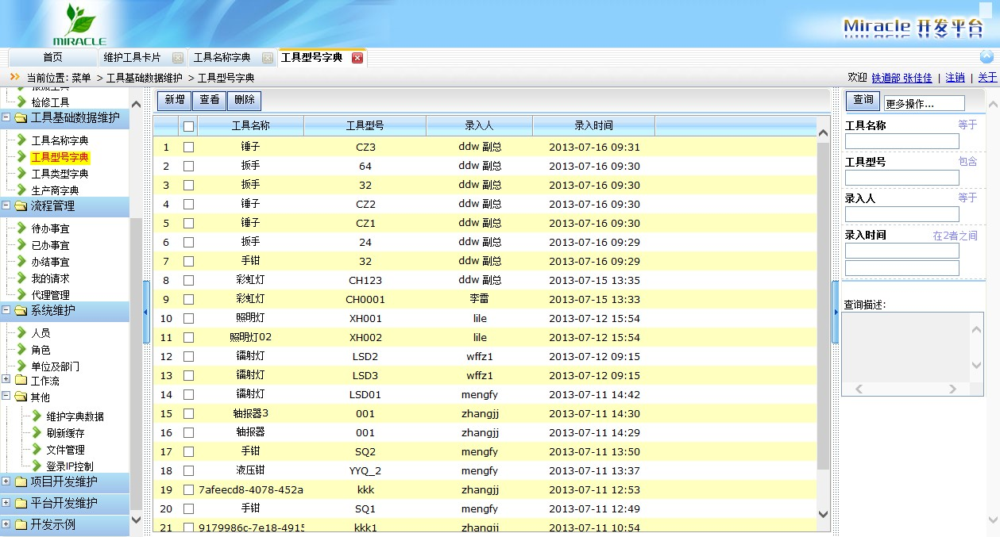 MIRACLE
Miracle 开发平台
首页 维护工具卡片 工具名称字典 工具型号字典
当前位置: 菜单 > 工具基础数据维护 > 工具型号字典
欢迎 铁道部 张佳佳 | 注销 | 关于
检修工具
工具基础数据维护
工具名称字典
工具型号字典
工具类型字典
生产商字典
流程管理
待办事宜
已办事宜
办结事宜
我的请求
代理管理
系统维护
人员
角色
单位及部门
工作流
其他
维护字典数据
刷新缓存
文件管理
登录IP控制
项目开发维护
平台开发维护
开发示例
新增 查看 删除
工具名称 工具型号 录入人 录入时间
1 锤子 CZ3 ddw 副总 2013-07-16 09:31
2 扳手 64 ddw 副总 2013-07-16 09:30
3 扳手 32 ddw 副总 2013-07-16 09:30
4 锤子 CZ2 ddw 副总 2013-07-16 09:30
5 锤子 CZ1 ddw 副总 2013-07-16 09:30
6 扳手 24 ddw 副总 2013-07-16 09:29
7 手钳 32 ddw 副总 2013-07-16 09:29
8 彩虹灯 CH123 ddw 副总 2013-07-15 13:35
9 彩虹灯 CH0001 李雷 2013-07-15 13:33
10 照明灯 XH001 lile 2013-07-12 15:54
11 照明灯02 XH002 lile 2013-07-12 15:54
12 镭射灯 LSD2 wffz1 2013-07-12 09:15
13 镭射灯 LSD3 wffz1 2013-07-12 09:15
14 镭射灯 LSD01 mengfy 2013-07-11 14:42
15 轴报器3 001 zhangjj 2013-07-11 14:30
16 轴报器 001 zhangjj 2013-07-11 14:29
17 手钳 SQ2 mengfy 2013-07-11 13:50
18 液压钳 YYQ_2 mengfy 2013-07-11 13:37
19 7afeecd8-4078-452a kkk zhangjj 2013-07-11 12:53
20 手钳 SQ1 mengfy 2013-07-11 12:49
21 9179986c-7e18-4915 kkk1 zhangjj 2013-07-11 10:54
查询 更多操作...
工具名称 等于
工具型号 包含
录入人 等于
录入时间 在2者之间
查询描述: